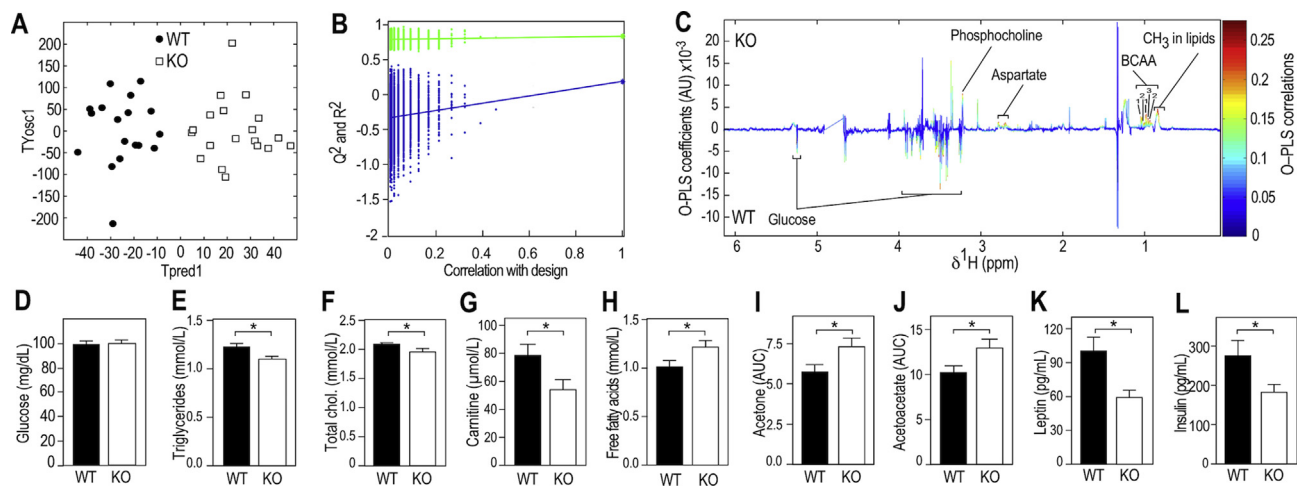 A
WT
KO
200
150
100
50
0
-50
-100
-150
-200
TYosc1
-40 -30 -20 -10 0 10 20 30 40
Tpred1
B
1
0.5
0
-0.5
-1
-1.5
-2
Q2 and R2
0 0.2 0.4 0.6 0.8 1
Correlation with design
C
KO
WT
20
15
10
5
0
-5
-10
O-PLS coefficients (AU) x10-3
Phosphocholine
Aspartate
BCAA
CH3 in lipids
1 2 1 3 2
Glucose
6 5 4 3 2 1
δ1H (ppm)
0.25
0.2
0.15
0.1
0.05
0
O–PLS correlations
D
Glucose (mg/dL)
120
100
80
60
40
20
0
WT KO
E
Triglycerides (mmol/L)
1.5
1.0
0.5
0.0
*
WT KO
F
Total chol. (mmol/L)
2.5
2.0
1.5
1.0
0.5
0.0
*
WT KO
G
Carnitine (µmol/L)
100
80
60
40
20
0
*
WT KO
H
Free fatty acids (mmol/L)
1.5
1.0
0.5
0.0
*
WT KO
I
Acetone (AUC)
7.5
5.0
2.5
0
*
WT KO
J
Acetoacetate (AUC)
15
10
5
0
*
WT KO
K
Leptin (pg/mL)
120
90
60
30
0
*
WT KO
L
Insulin (pg/mL)
300
200
100
0
*
WT KO